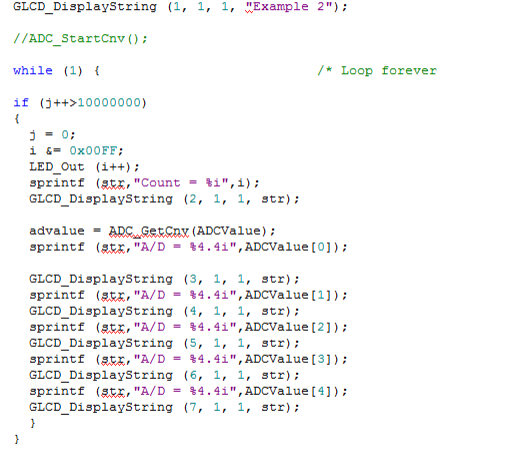 GLCD_DisplayString (1, 1, 1, "Example 2");
//ADC_StartCnv();
while (1) { /* Loop forever
if (j++>10000000)
{
j = 0;
i &= 0x00FF;
LED_Out (i++);
sprintf (str,"Count = %i",i);
GLCD_DisplayString (2, 1, 1, str);
advalue = ADC_GetCnv(ADCValue);
sprintf (str,"A/D = %4.4i",ADCValue[0]);
GLCD_DisplayString (3, 1, 1, str);
sprintf (str,"A/D = %4.4i",ADCValue[1]);
GLCD_DisplayString (4, 1, 1, str);
sprintf (str,"A/D = %4.4i",ADCValue[2]);
GLCD_DisplayString (5, 1, 1, str);
sprintf (str,"A/D = %4.4i",ADCValue[3]);
GLCD_DisplayString (6, 1, 1, str);
sprintf (str,"A/D = %4.4i",ADCValue[4]);
GLCD_DisplayString (7, 1, 1, str);
}
}